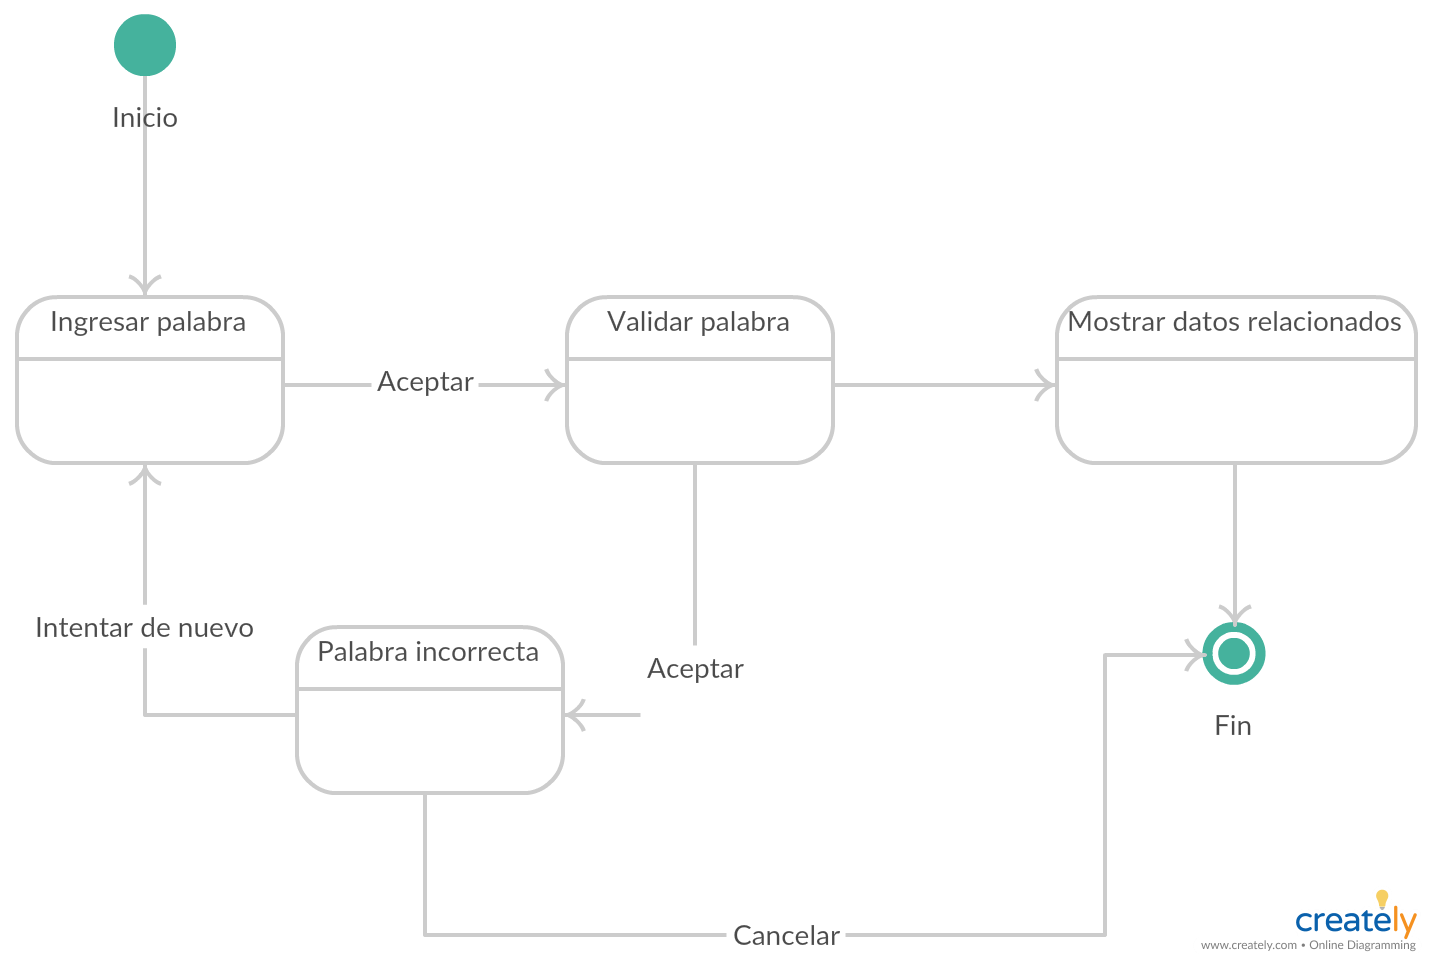 Inicio
Ingresar palabra
Validar palabra
Mostrar datos relacionados
Aceptar
Intentar de nuevo
Palabra incorrecta
Aceptar
Fin
Cancelar
creately
www.creately.com • Online Diagramming